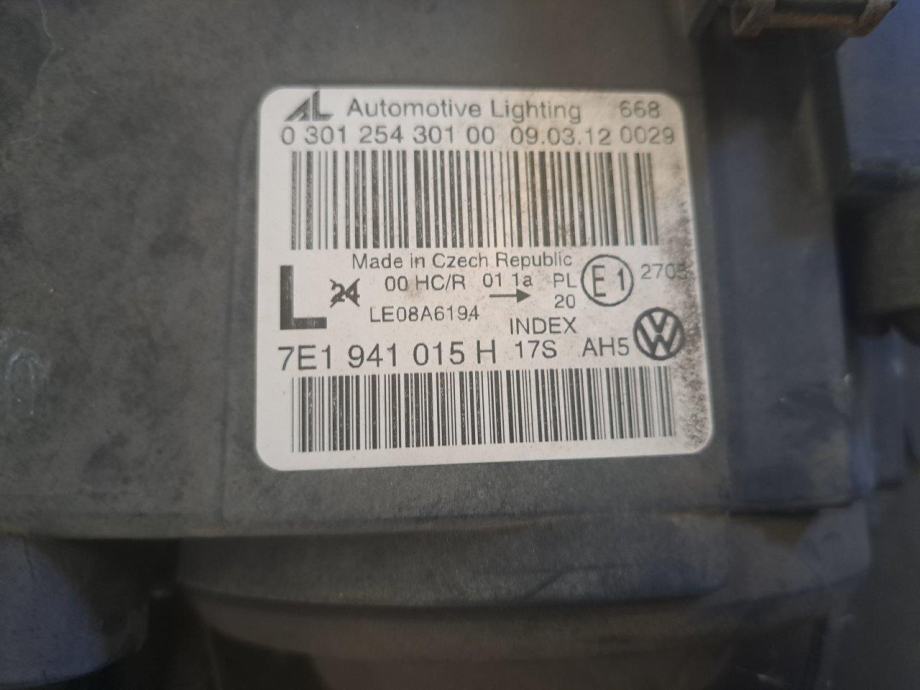 AL Automotive Lighting 668
0 301 254 301 00 09.03.12 0029
Made in Czech Republic
L 24 00 HC/R 01 1a PL E1
→ 20
LE08A6194
INDEX
7E1 941 015 H 17S AH5 VW